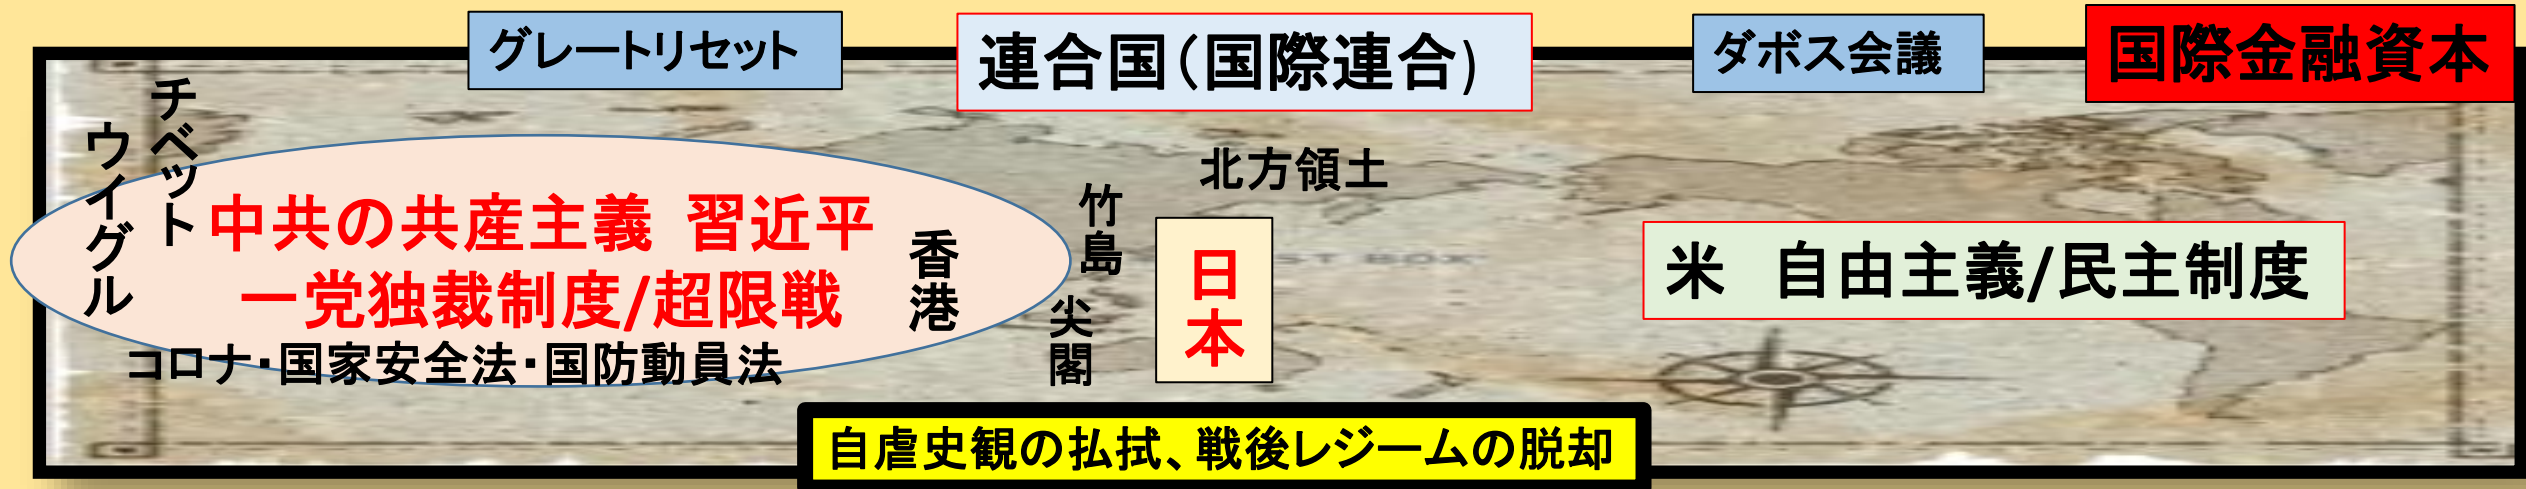 グレートリセット
連合国(国際連合)
ダボス会議
国際金融資本
チベット
ウイグル
中共の共産主義 習近平
一党独裁制度/超限戦
香港
コロナ・国家安全法・国防動員法
北方領土
竹島
尖閣
日本
米 自由主義/民主制度
自虐史観の払拭、戦後レジームの脱却